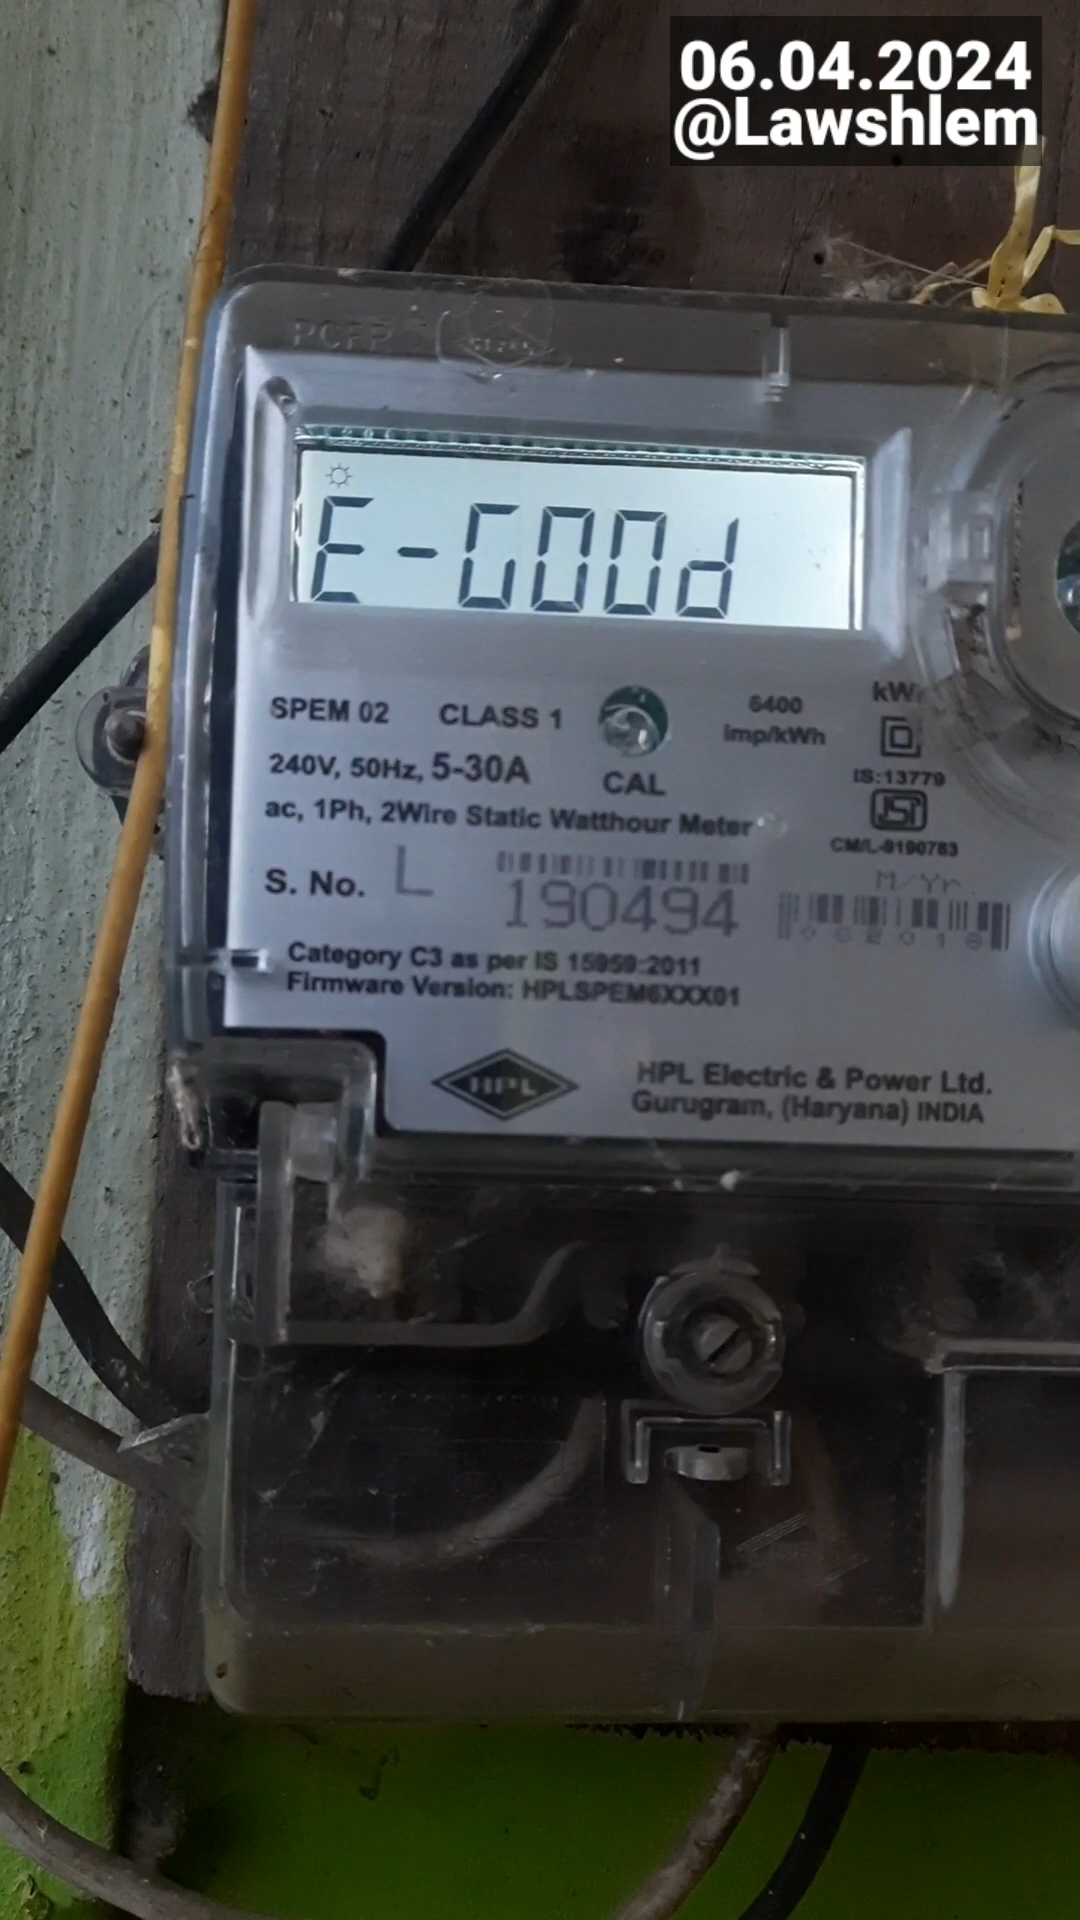 06.04.2024
@Lawshlem
E-GOOd
SPEM 02 CLASS 1
6400
imp/kWh
240V, 50Hz, 5-30A
CAL
IS:13779
ac, 1Ph, 2Wire Static Watthour Meter
ISI
CM/L-9190783
M/Yr.
S. No. L
190494
Category C3 as per IS 15959:2011
Firmware Version: HPLSPEM6XXX01
HPL
HPL Electric & Power Ltd.
Gurugram, (Haryana) INDIA